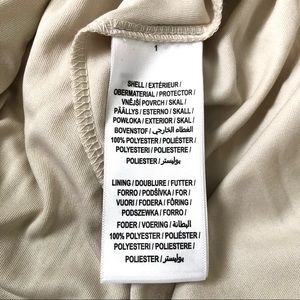 1
SHELL / EXTÉRIEUR /
OBERMATERIAL / PROTECTOR /
VNĚJŠÍ POVRCH / SKAL /
PÄÄLLYS / ESTERNO / SKALL /
POWŁOKA / EXTERIOR / SKAL /
BOVENSTOF / الغطاء الخارجي /
100% POLYESTER / POLIÉSTER /
POLYESTERI / POLIESTERE /
POLIESTER / بوليستر
LINING / DOUBLURE / FUTTER /
FORRO / PODŠÍVKA / FOR /
VUORI / FODERA / FÔRING /
PODSZEWKA / FORRO /
FODER / VOERING / البطانة /
100% POLYESTER / POLIÉSTER /
POLYESTERI / POLIESTERE /
POLIESTER / بوليستر